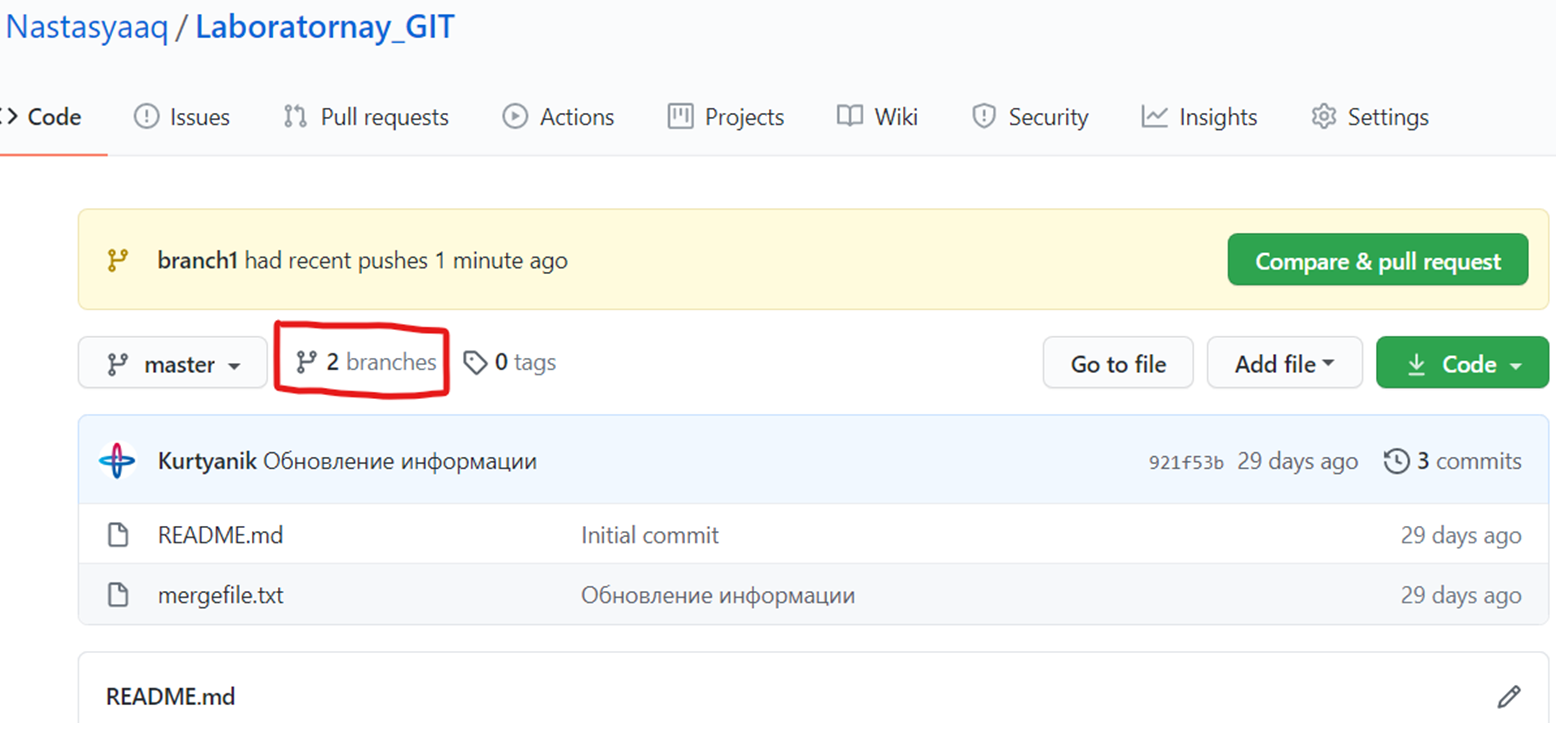 Nastasyaaq / Laboratornay_GIT
<> Code Issues Pull requests Actions Projects Wiki Security Insights Settings
branch1 had recent pushes 1 minute ago Compare & pull request
master 2 branches 0 tags Go to file Add file Code
Kurtyanik Обновление информации 921f53b 29 days ago 3 commits
README.md Initial commit 29 days ago
mergefile.txt Обновление информации 29 days ago
README.md